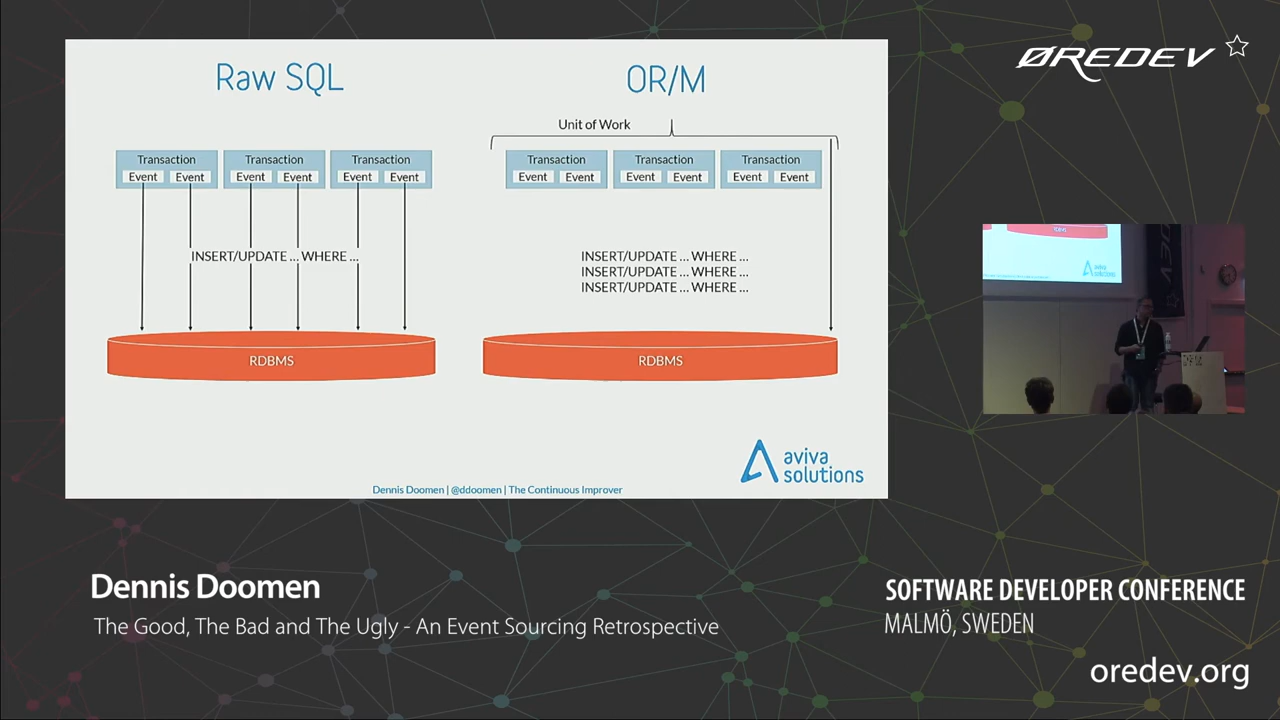 Raw SQL
OR/M
Unit of Work
Transaction
Event Event
Transaction
Event Event
Transaction
Event Event
Transaction
Event Event
Transaction
Event Event
Transaction
Event Event
INSERT/UPDATE ... WHERE ...
INSERT/UPDATE ... WHERE ...
INSERT/UPDATE ... WHERE ...
INSERT/UPDATE ... WHERE ...
RDBMS
RDBMS
aviva
solutions
Dennis Doomen | @ddoomen | The Continuous Improver
ØREDEV
RDBMS
aviva
solutions
Dennis Doomen
The Good, The Bad and The Ugly - An Event Sourcing Retrospective
SOFTWARE DEVELOPER CONFERENCE
MALMÖ, SWEDEN
oredev.org